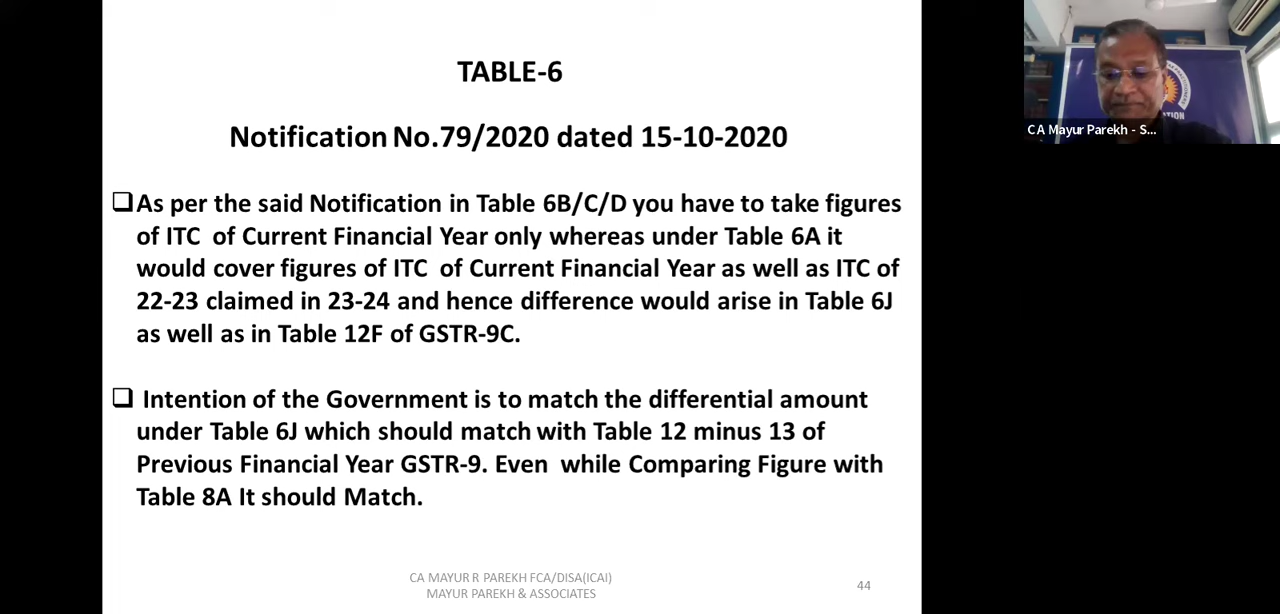 TABLE-6
Notification No.79/2020 dated 15-10-2020
As per the said Notification in Table 6B/C/D you have to take figures
of ITC of Current Financial Year only whereas under Table 6A it
would cover figures of ITC of Current Financial Year as well as ITC of
22-23 claimed in 23-24 and hence difference would arise in Table 6J
as well as in Table 12F of GSTR-9C.
Intention of the Government is to match the differential amount
under Table 6J which should match with Table 12 minus 13 of
Previous Financial Year GSTR-9. Even while Comparing Figure with
Table 8A It should Match.
CA MAYUR R PAREKH FCA/DISA(ICAI)
MAYUR PAREKH & ASSOCIATES
44
C A Mayur Parekh - S...